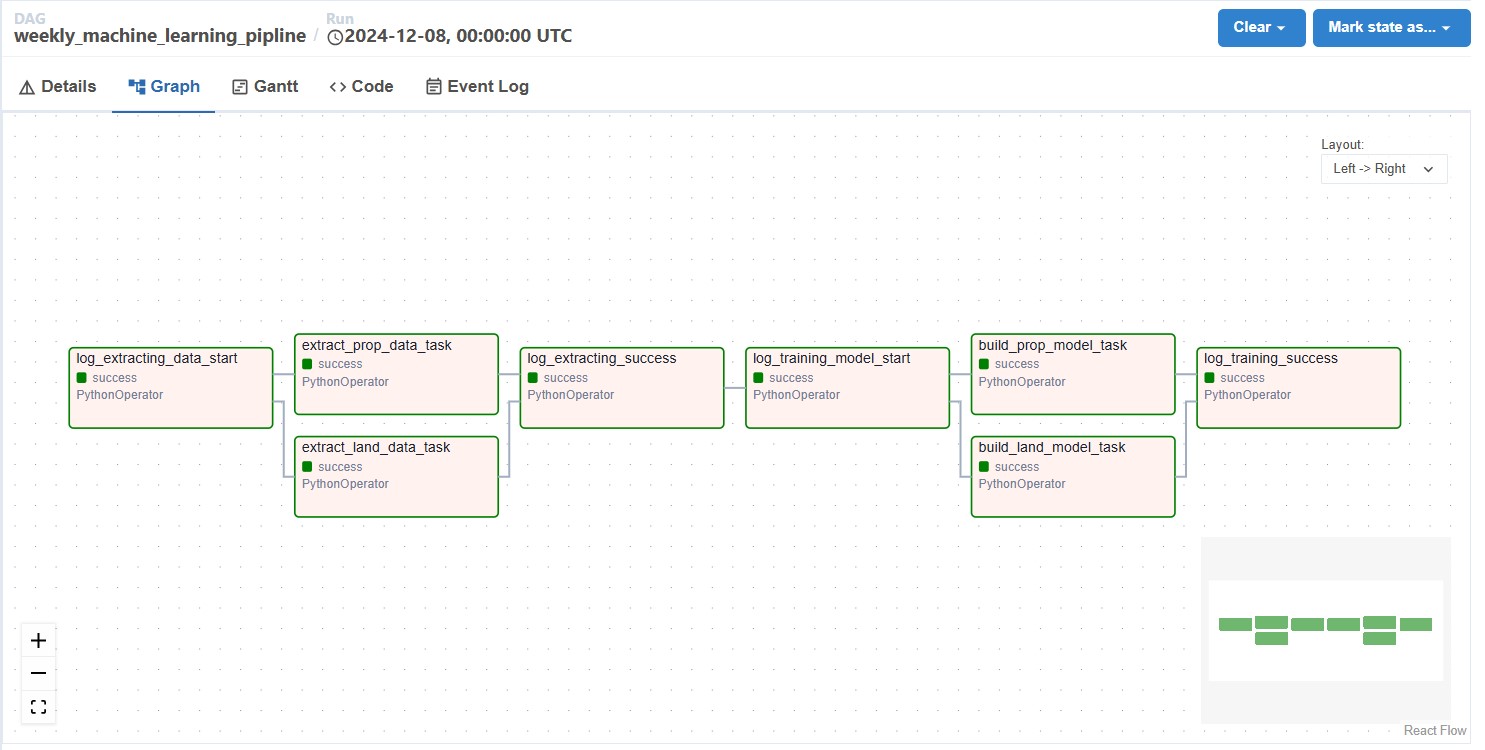 DAG
weekly_machine_learning_pipline
/
Run
2024-12-08, 00:00:00 UTC
Clear
Mark state as...
Details
Graph
Gantt
Code
Event Log
Layout:
Left -> Right
log_extracting_data_start
success
PythonOperator
extract_prop_data_task
success
PythonOperator
extract_land_data_task
success
PythonOperator
log_extracting_success
success
PythonOperator
log_training_model_start
success
PythonOperator
build_prop_model_task
success
PythonOperator
build_land_model_task
success
PythonOperator
log_training_success
success
PythonOperator
React Flow